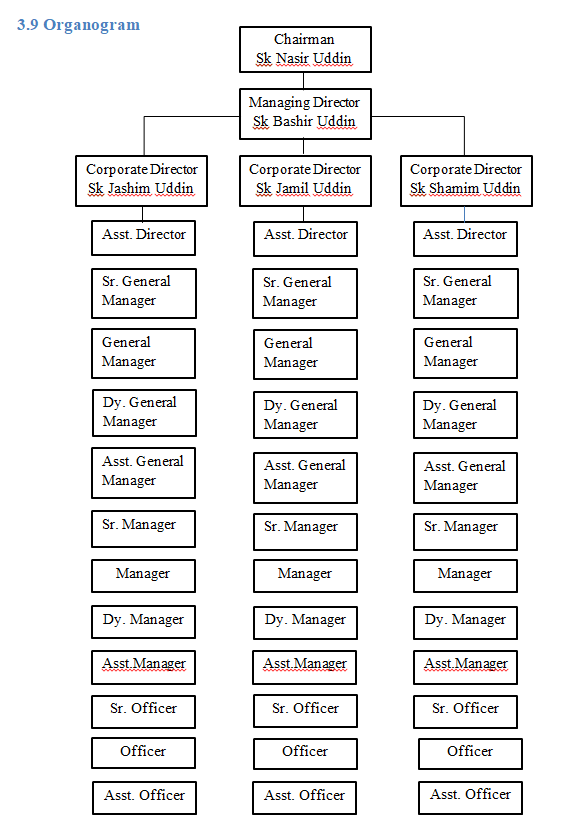 3.9 Organogram
Chairman
Sk Nasir Uddin
Managing Director
Sk Bashir Uddin
Corporate Director
Sk Jashim Uddin
Corporate Director
Sk Jamil Uddin
Corporate Director
Sk Shamim Uddin
Asst. Director
Asst. Director
Asst. Director
Sr. General
Manager
Sr. General
Manager
Sr. General
Manager
General
Manager
General
Manager
General
Manager
Dy. General
Manager
Dy. General
Manager
Dy. General
Manager
Asst. General
Manager
Asst. General
Manager
Asst. General
Manager
Sr. Manager
Sr. Manager
Sr. Manager
Manager
Manager
Manager
Dy. Manager
Dy. Manager
Dy. Manager
Asst.Manager
Asst.Manager
Asst.Manager
Sr. Officer
Sr. Officer
Sr. Officer
Officer
Officer
Officer
Asst. Officer
Asst. Officer
Asst. Officer